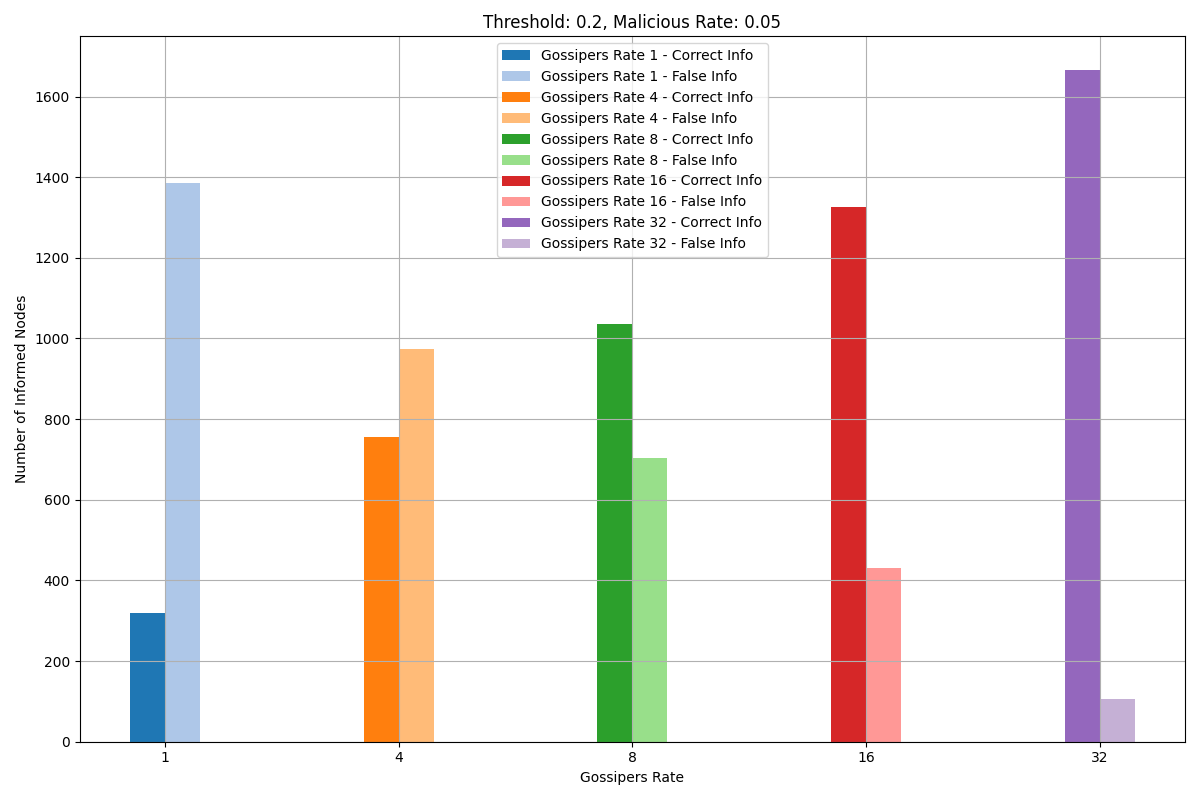 Threshold: 0.2, Malicious Rate: 0.05
Gossipers Rate 1 - Correct Info
Gossipers Rate 1 - False Info
Gossipers Rate 4 - Correct Info
Gossipers Rate 4 - False Info
Gossipers Rate 8 - Correct Info
Gossipers Rate 8 - False Info
Gossipers Rate 16 - Correct Info
Gossipers Rate 16 - False Info
Gossipers Rate 32 - Correct Info
Gossipers Rate 32 - False Info
Number of Informed Nodes
1600
1400
1200
1000
800
600
400
200
0
1 4 8 16 32
Gossipers Rate